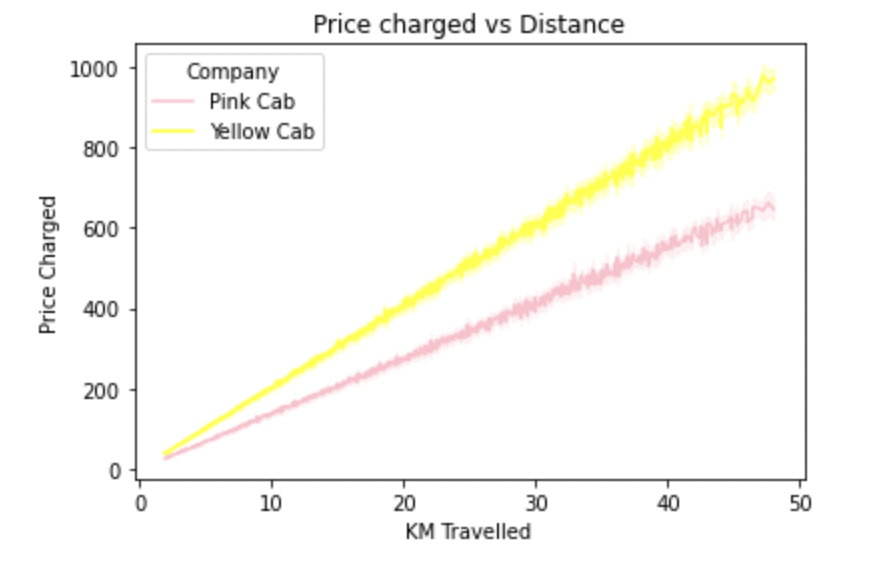 Price charged vs Distance
Company
Pink Cab
Yellow Cab
1000
800
600
400
200
0
Price Charged
0 10 20 30 40 50
KM Travelled